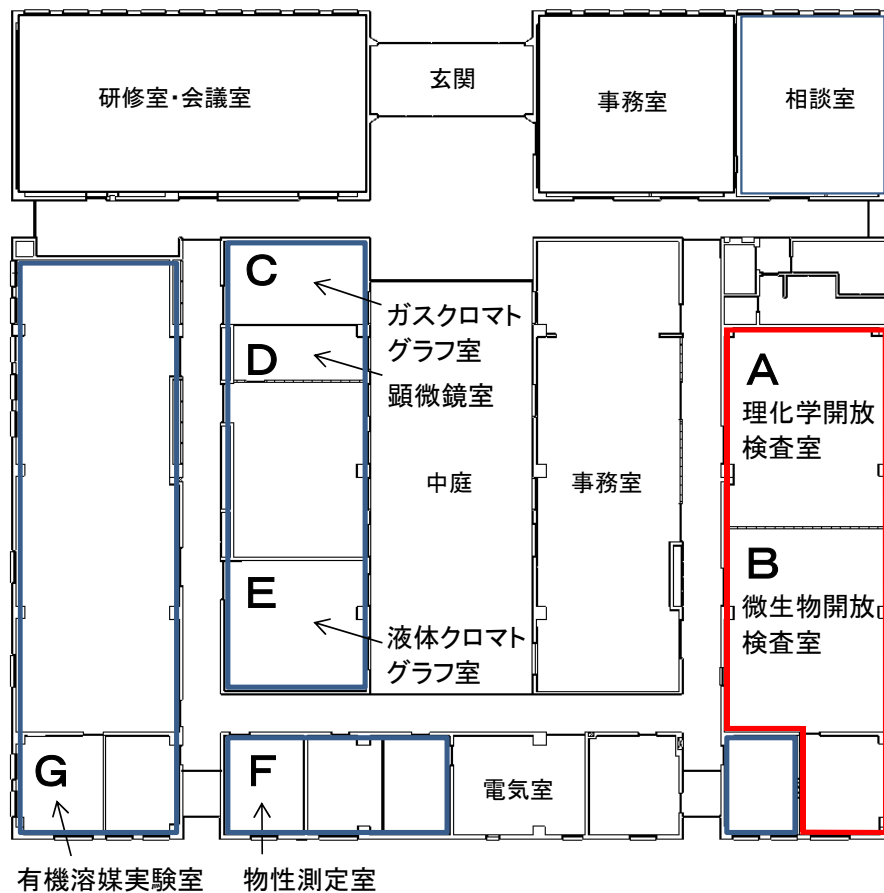 研修室・会議室
玄関
事務室
相談室
C
ガスクロマト
グラフ室
D
顕微鏡室
A
理化学開放
検査室
中庭
事務室
B
微生物開放
検査室
E
液体クロマト
グラフ室
G
F
電気室
有機溶媒実験室
物性測定室